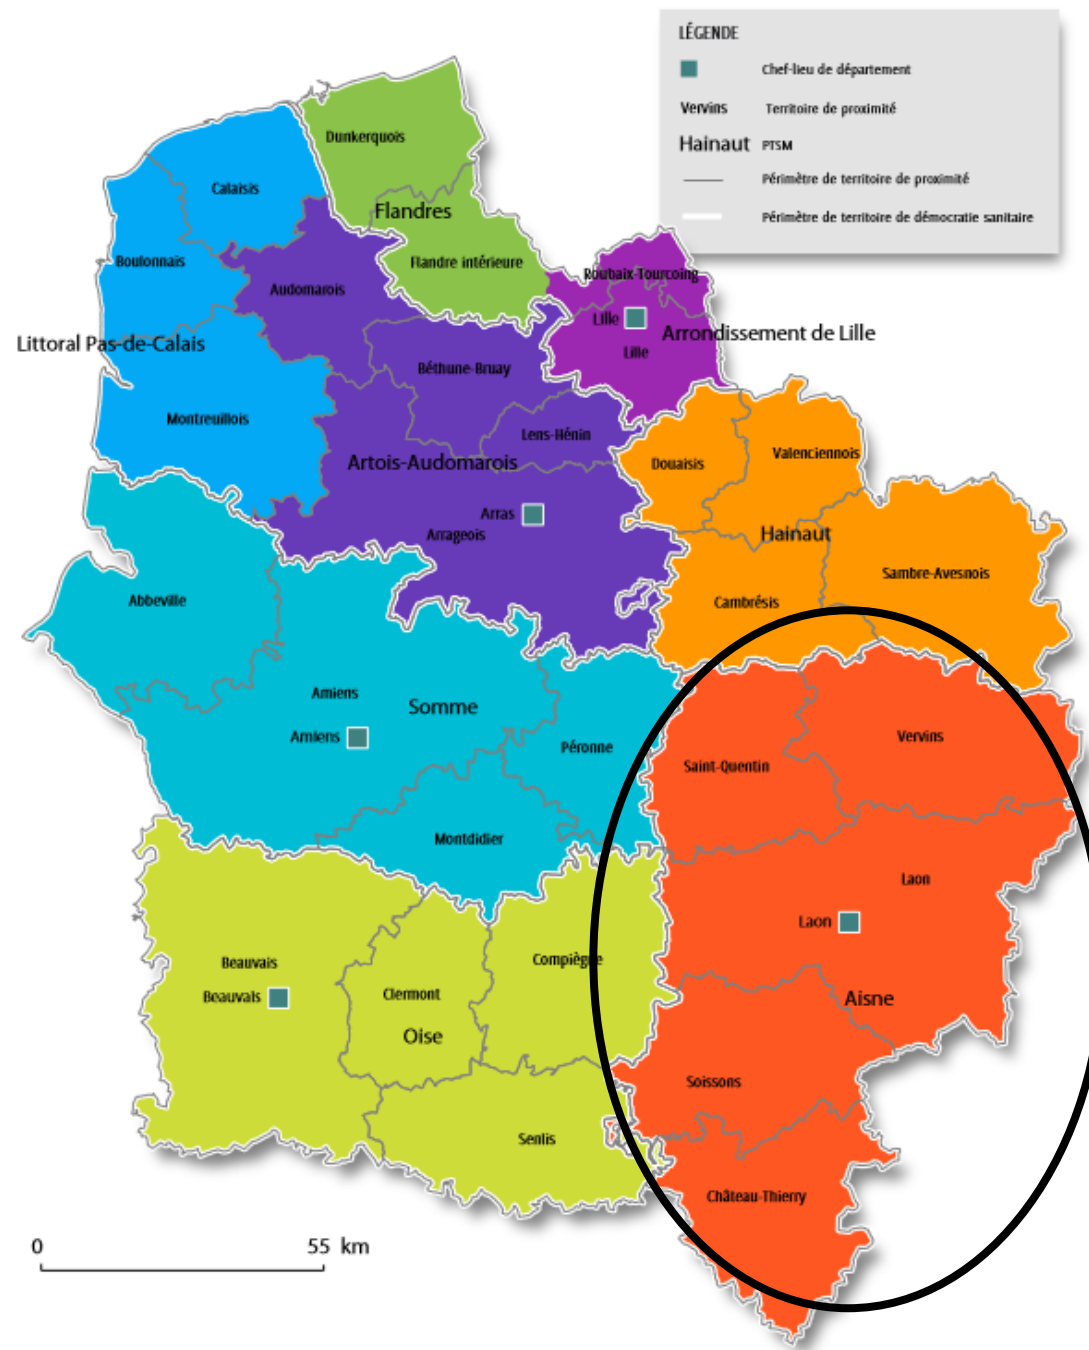 LÉGENDE
Chef-lieu de département
Vervins Territoire de proximité
Hainaut PTSM
Périmètre de territoire de proximité
Périmètre de territoire de démocratie sanitaire
Dunkerquois
Calaisis
Flandres
Boulonnais
Flandre intérieure
Roubaix-Tourcoing
Audomarois
Lille
Arrondissement de Lille
Littoral Pas-de-Calais
Lille
Béthune-Bruay
Montreuillois
Lens-Hénin
Valenciennois
Artois-Audomarois
Douaisis
Arras
Arrageois
Hainaut
Sambre-Avesnois
Abbeville
Cambrésis
Amiens
Somme
Amiens
Péronne
Vervins
Saint-Quentin
Montdidier
Laon
Laon
Beauvais
Compiègne
Beauvais
Clermont
Aisne
Oise
Soissons
Senlis
Château-Thierry
0 55 km